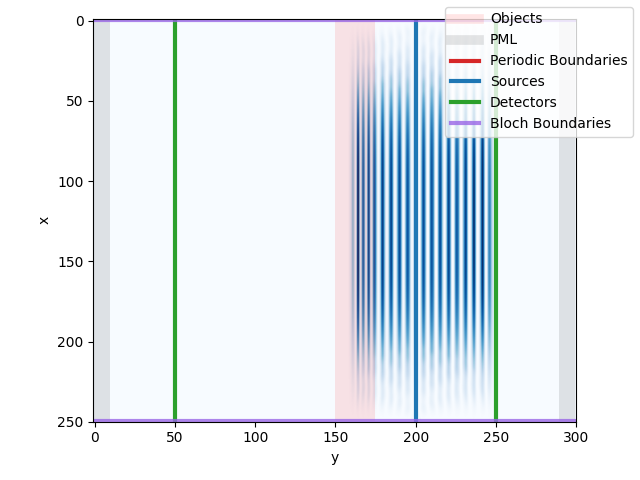 Objects
PML
Periodic Boundaries
Sources
Detectors
Bloch Boundaries
0
50
100
150
200
250
x
0
50
100
150
200
250
300
y